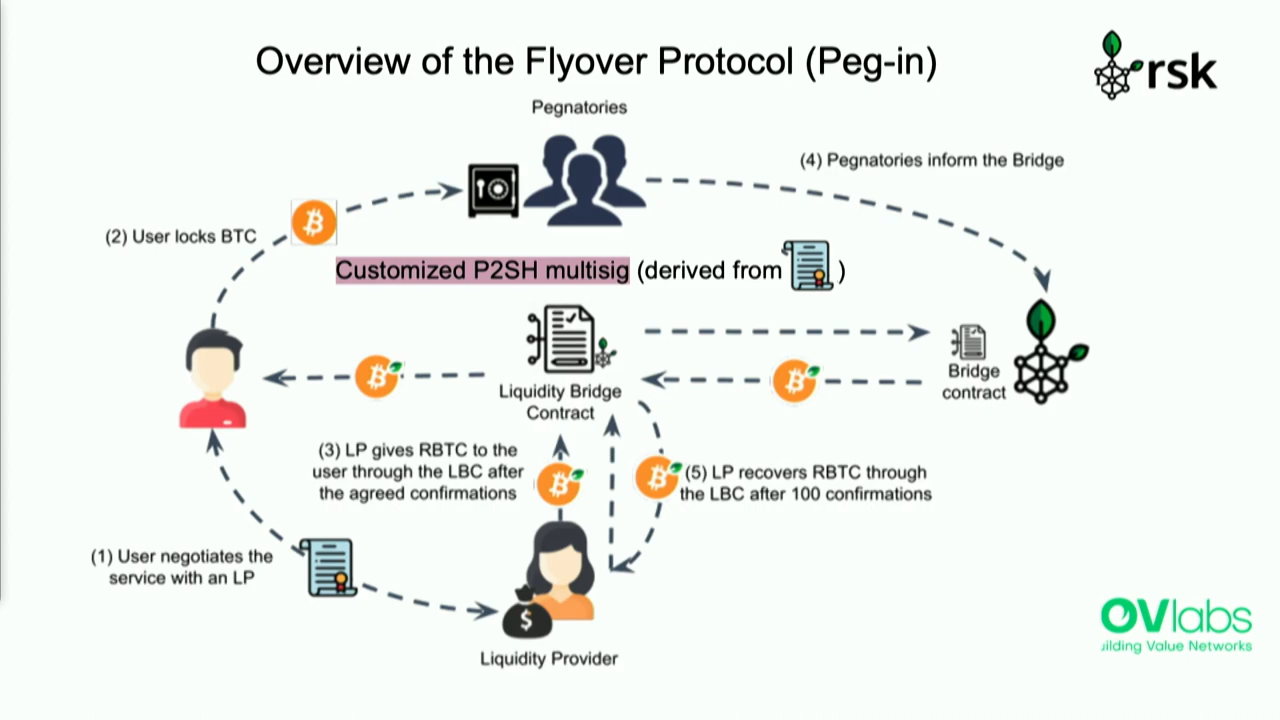 Overview of the Flyover Protocol (Peg-in)
rsk
Pegnatories
(4) Pegnatories inform the Bridge
(2) User locks BTC
Customized P2SH multisig (derived from )
Liquidity Bridge
Contract
Bridge
contract
(3) LP gives RBTC to the
user through the LBC after
the agreed confirmations
(5) LP recovers RBTC through
the LBC after 100 confirmations
(1) User negotiates the
service with an LP
$
Liquidity Provider
OVlabs
uilding Value Networks